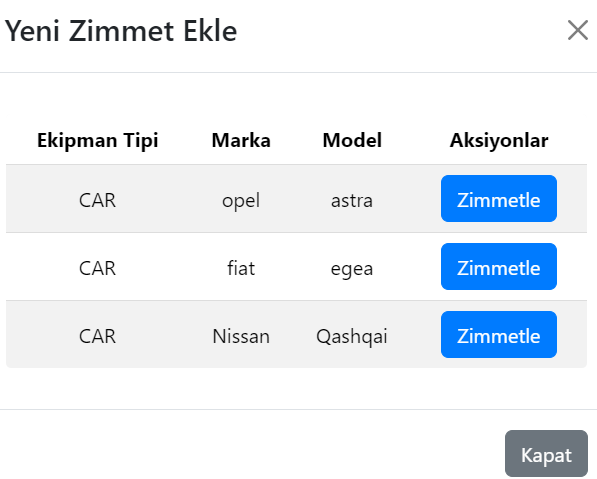 Yeni Zimmet Ekle
Ekipman Tipi Marka Model Aksiyonlar
CAR opel astra Zimmetle
CAR fiat egea Zimmetle
CAR Nissan Qashqai Zimmetle
Kapat